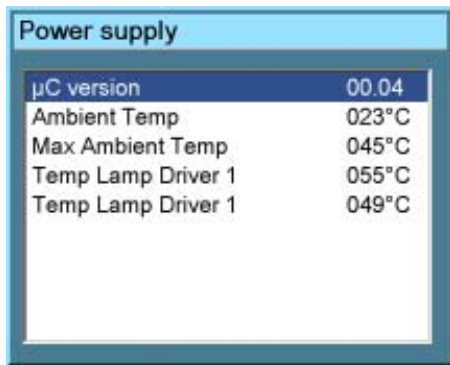 Power supply
µC version 00.04
Ambient Temp 023°C
Max Ambient Temp 045°C
Temp Lamp Driver 1 055°C
Temp Lamp Driver 1 049°C